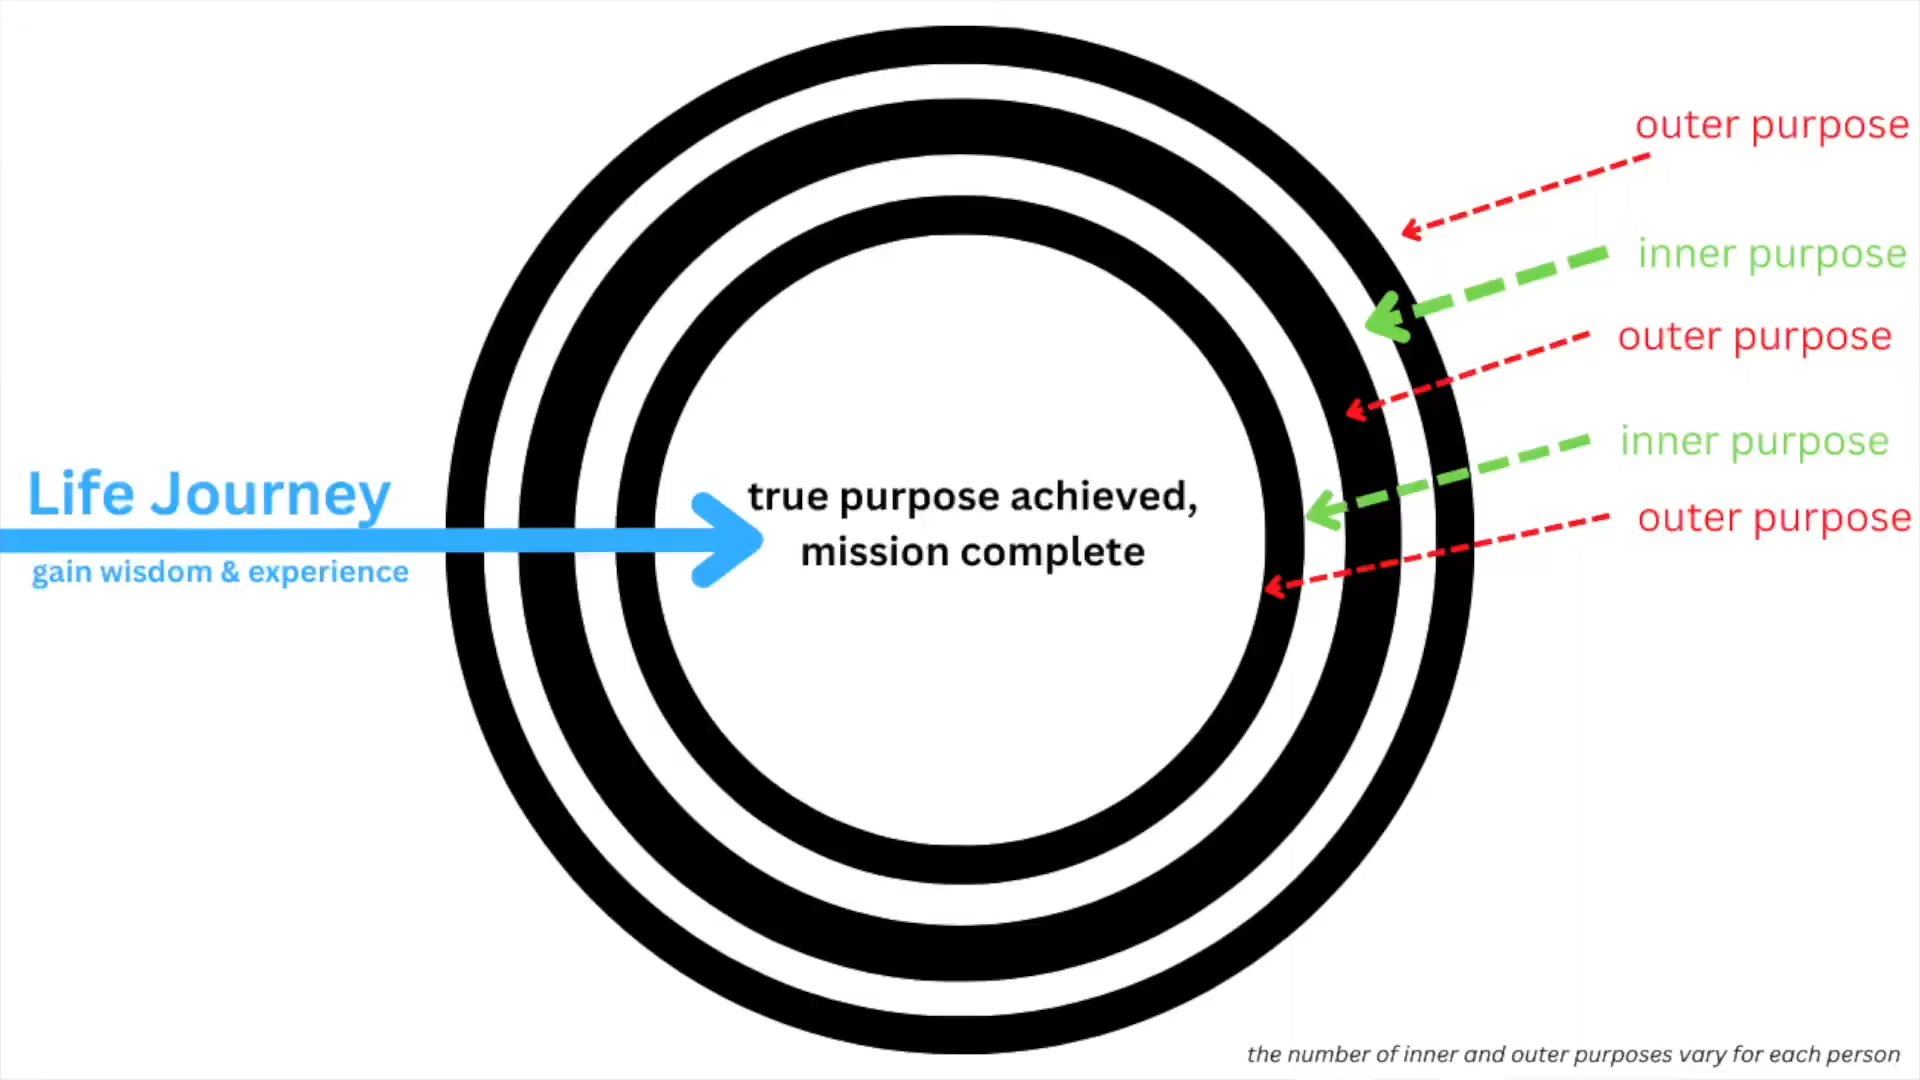 outer purpose
inner purpose
outer purpose
inner purpose
outer purpose
Life Journey
gain wisdom & experience
true purpose achieved,
mission complete
the number of inner and outer purposes vary for each person